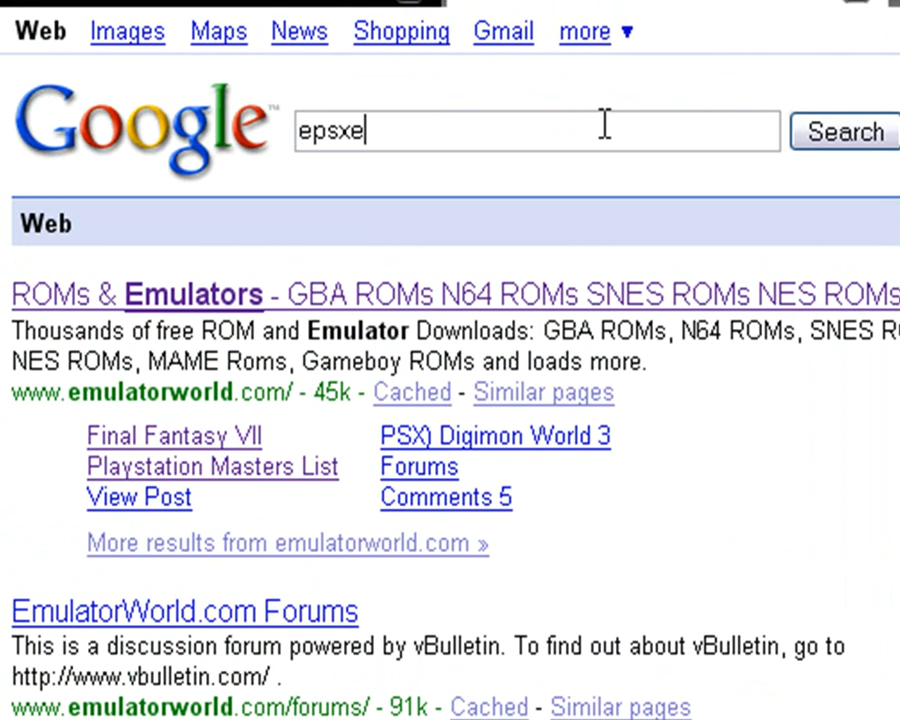 Web Images Maps News Shopping Gmail more ▼
Google™ epsxe Search
Web
ROMs & Emulators - GBA ROMs N64 ROMs SNES ROMs NES ROMs
Thousands of free ROM and Emulator Downloads: GBA ROMs, N64 ROMs, SNES
NES ROMs, MAME Roms, Gameboy ROMs and loads more.
www.emulatorworld.com/ - 45k - Cached - Similar pages
Final Fantasy VII PSX) Digimon World 3
Playstation Masters List Forums
View Post Comments 5
More results from emulatorworld.com »
EmulatorWorld.com Forums
This is a discussion forum powered by vBulletin. To find out about vBulletin, go to
http://www.vbulletin.com/ .
www.emulatorworld.com/forums/ - 91k - Cached - Similar pages